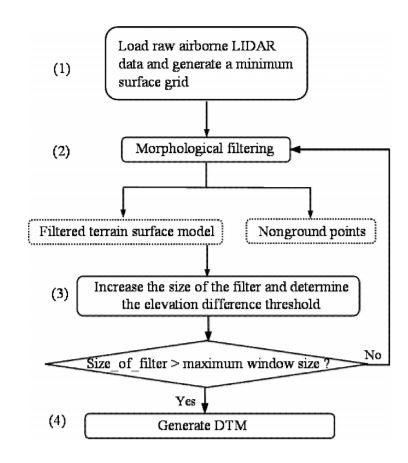 (1)
Load raw airborne LIDAR
data and generate a minimum
surface grid
(2)
Morphological filtering
Filtered terrain surface model
Nonground points
(3)
Increase the size of the filter and determine
the elevation difference threshold
Size_of_filter > maximum window size ?
No
Yes
(4)
Generate DTM